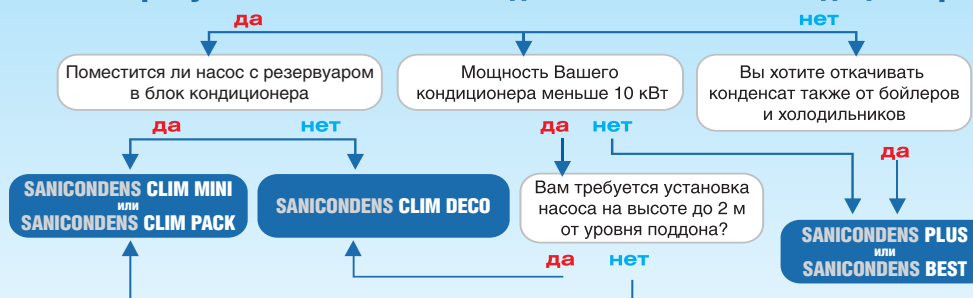 да
нет
Поместится ли насос с резервуаром
в блок кондиционера
Мощность Вашего
кондиционера меньше 10 кВт
Вы хотите откачивать
конденсат также от бойлеров
и холодильников
да
нет
да
нет
да
SANICONDENS CLIM MINI
или
SANICONDENS CLIM PACK
SANICONDENS CLIM DECO
Вам требуется установка
насоса на высоте до 2 м
от уровня поддона?
SANICONDENS PLUS
или
SANICONDENS BEST
да
нет